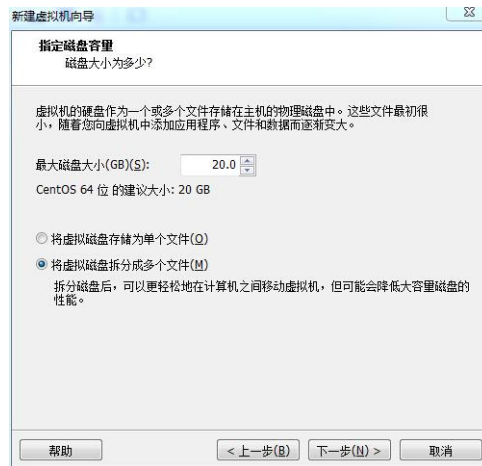 新建虚拟机向导
指定磁盘容量
磁盘大小为多少?
虚拟机的硬盘作为一个或多个文件存储在主机的物理磁盘中。这些文件最初很
小，随着您向虚拟机中添加应用程序、文件和数据而逐渐变大。
最大磁盘大小(GB)(S): 20.0
CentOS 64 位 的建议大小: 20 GB
将虚拟磁盘存储为单个文件(O)
将虚拟磁盘拆分成多个文件(M)
拆分磁盘后，可以更轻松地在计算机之间移动虚拟机，但可能会降低大容量磁盘的
性能。
帮助 < 上一步(B) 下一步(N) > 取消